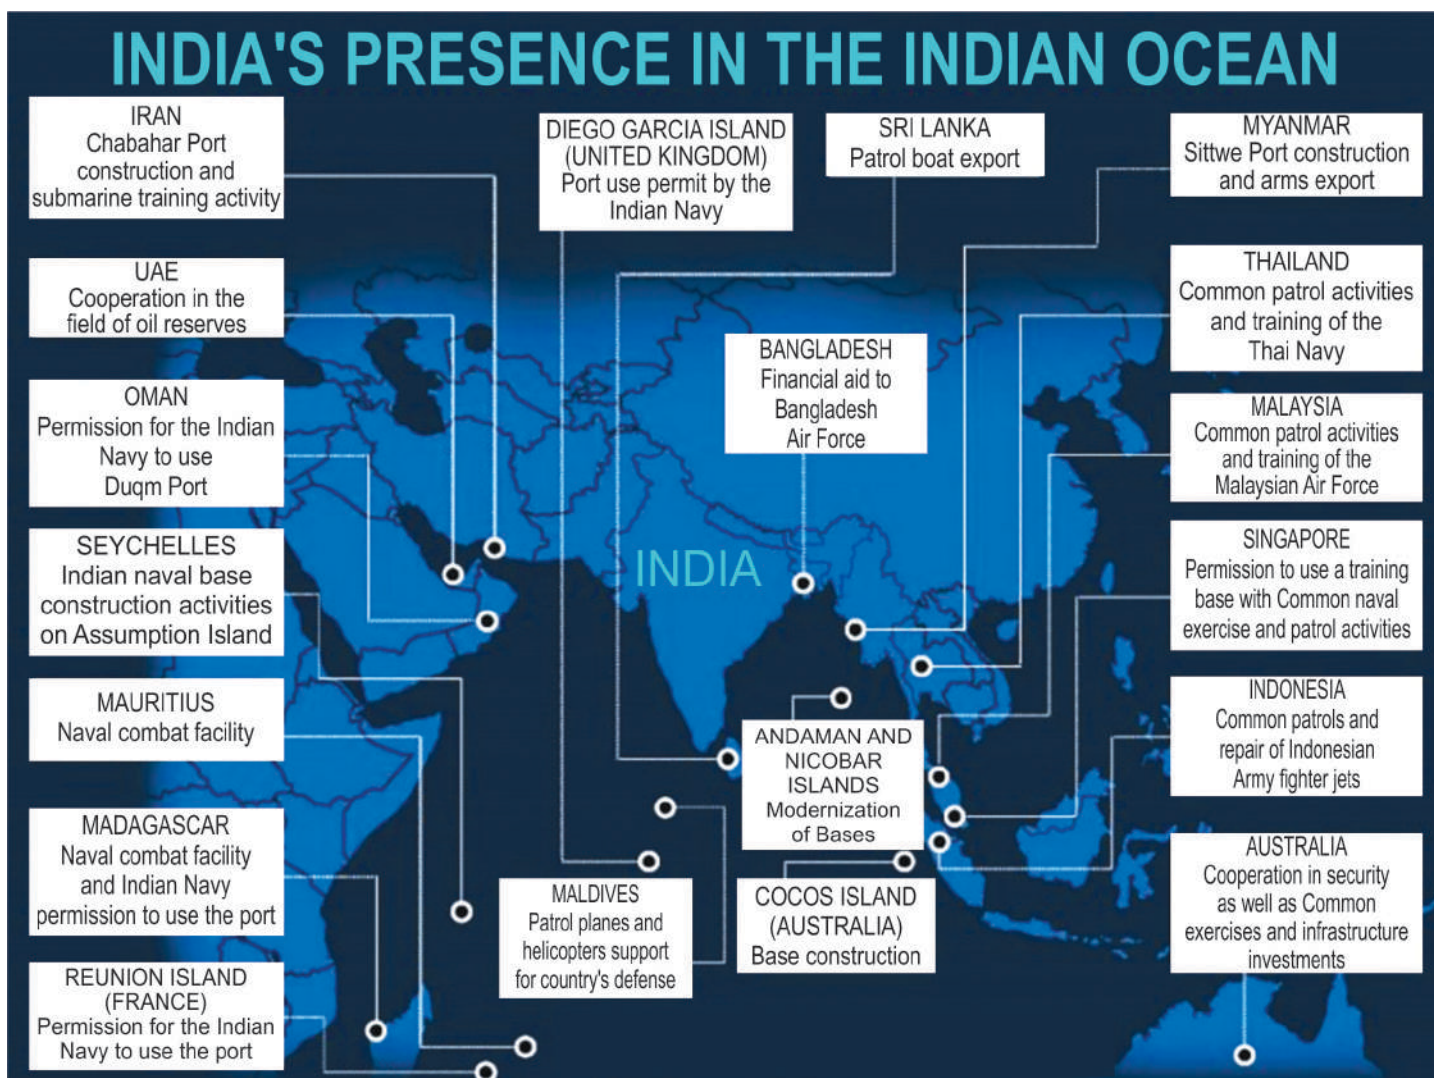 INDIA'S PRESENCE IN THE INDIAN OCEAN
IRAN
Chabahar Port
construction and
submarine training activity
UAE
Cooperation in the
field of oil reserves
OMAN
Permission for the Indian
Navy to use
Duqm Port
SEYCHELLES
Indian naval base
construction activities
on Assumption Island
MAURITIUS
Naval combat facility
MADAGASCAR
Naval combat facility
and Indian Navy
permission to use the port
REUNION ISLAND
(FRANCE)
Permission for the Indian
Navy to use the port
DIEGO GARCIA ISLAND
(UNITED KINGDOM)
Port use permit by the
Indian Navy
SRI LANKA
Patrol boat export
BANGLADESH
Financial aid to
Bangladesh
Air Force
INDIA
ANDAMAN AND
NICOBAR
ISLANDS
Modernization
of Bases
MALDIVES
Patrol planes and
helicopters support
for country's defense
COCOS ISLAND
(AUSTRALIA)
Base construction
MYANMAR
Sittwe Port construction
and arms export
THAILAND
Common patrol activities
and training of the
Thai Navy
MALAYSIA
Common patrol activities
and training of the
Malaysian Air Force
SINGAPORE
Permission to use a training
base with Common naval
exercise and patrol activities
INDONESIA
Common patrols and
repair of Indonesian
Army fighter jets
AUSTRALIA
Cooperation in security
as well as Common
exercises and infrastructure
investments